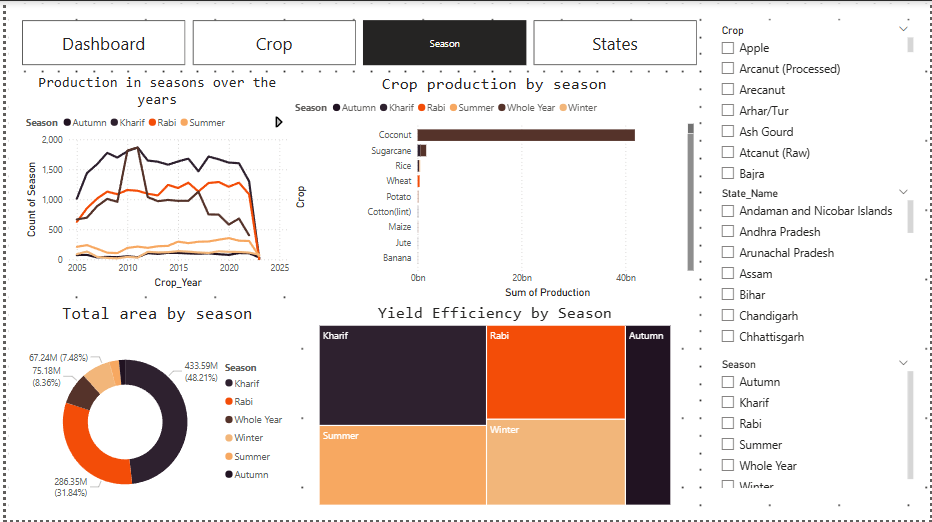 Dashboard
Crop
Season
States
Production in seasons over the
years
Season Autumn Kharif Rabi Summer
Count of Season
2,000
1,500
1,000
500
0
2005 2010 2015 2020 2025
Crop_Year
Crop production by season
Season Autumn Kharif Rabi Summer Whole Year Winter
Crop
Coconut
Sugarcane
Rice
Wheat
Potato
Cotton(lint)
Maize
Jute
Banana
0bn 20bn 40bn
Sum of Production
Total area by season
67.24M (7.48%)
75.18M
(8.36%)
433.59M
(48.21%)
286.35M
(31.84%)
Season
Kharif
Rabi
Whole Year
Winter
Summer
Autumn
Yield Efficiency by Season
Kharif
Rabi
Autumn
Summer
Winter
Crop
Apple
Arcanut (Processed)
Arecanut
Arhar/Tur
Ash Gourd
Atcanut (Raw)
Bajra
State_Name
Andaman and Nicobar Islands
Andhra Pradesh
Arunachal Pradesh
Assam
Bihar
Chandigarh
Chhattisgarh
Season
Autumn
Kharif
Rabi
Summer
Whole Year
Winter